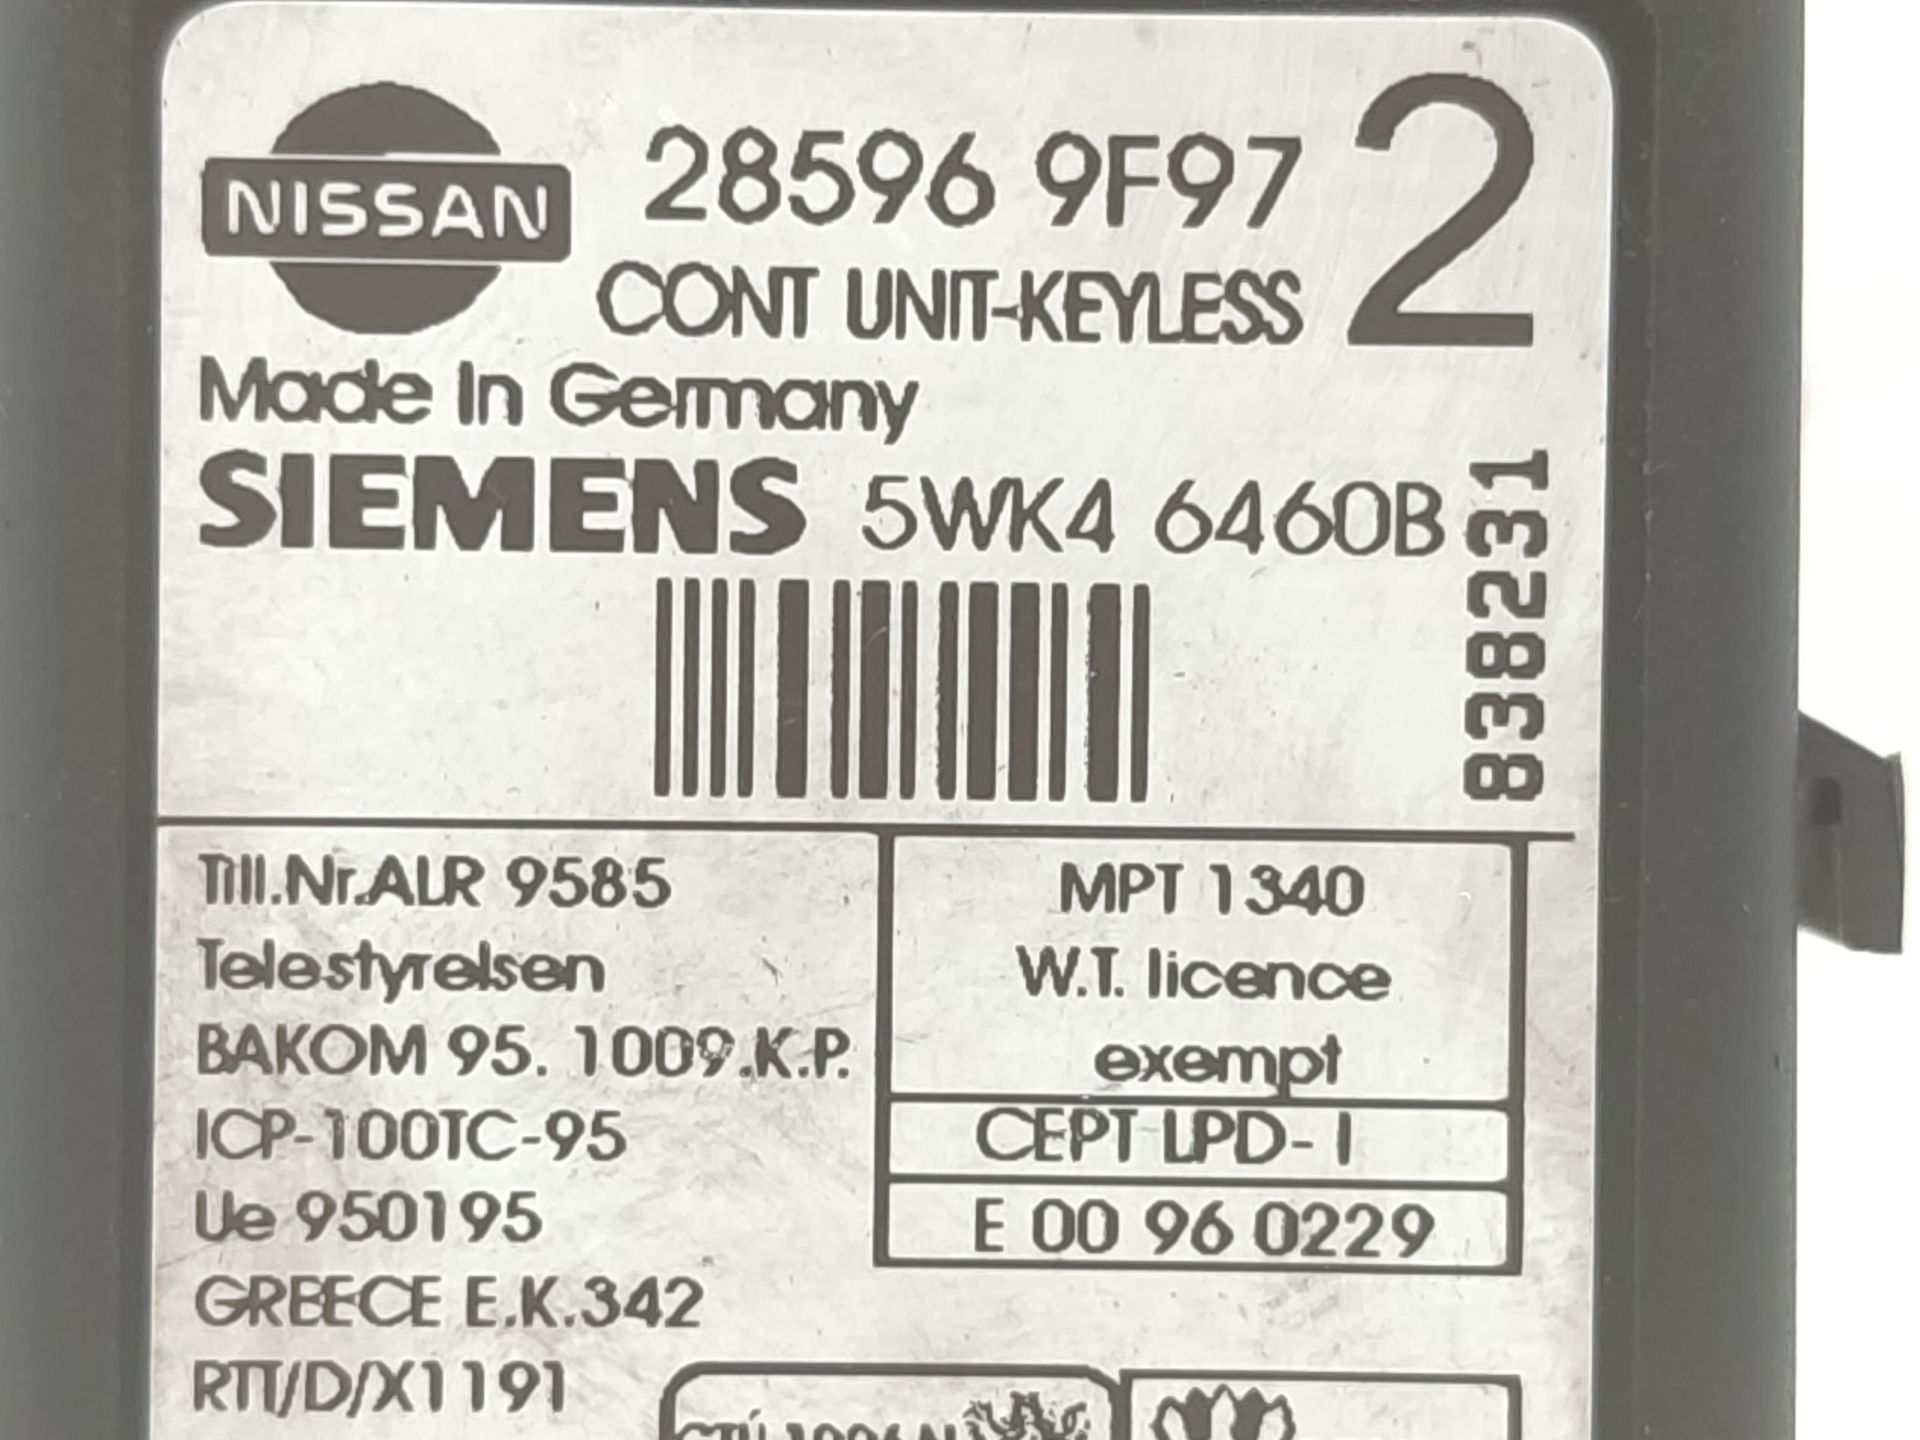 NISSAN
28596 9F97 2
CONT UNIT-KEYLESS
Made In Germany
SIEMENS 5WK4 6460B
838231
Till.Nr.ALR 9585
Telestyrelsen
BAKOM 95. 1009.K.P.
ICP-100TC-95
Ue 950195
GREECE E.K.342
RTT/D/X1191
MPT 1340
W.T. licence
exempt
CEPT LPD-I
E 00 96 0229